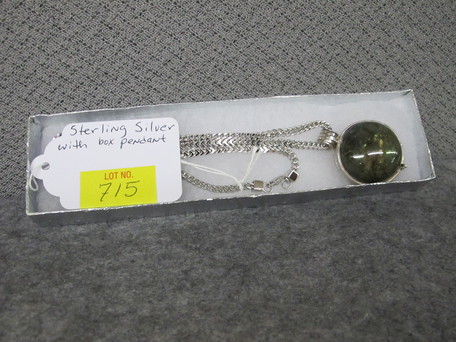 Sterling Silver
with box pendant
LOT NO.
715